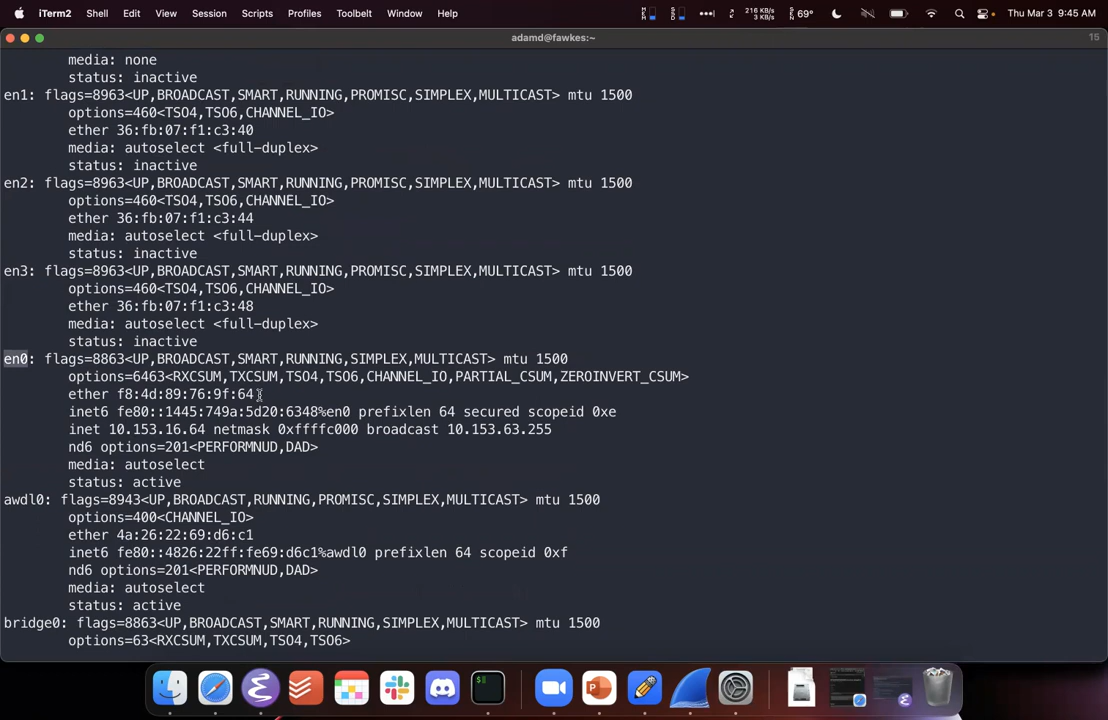 iTerm2 Shell Edit View Session Scripts Profiles Toolbelt Window Help 216 KB/s 3 KB/s 69° Thu Mar 3 9:45 AM
adamd@fawkes:~ 15
media: none
status: inactive
en1: flags=8963<UP,BROADCAST,SMART,RUNNING,PROMISC,SIMPLEX,MULTICAST> mtu 1500
options=460<TSO4,TSO6,CHANNEL_IO>
ether 36:fb:07:f1:c3:40
media: autoselect <full-duplex>
status: inactive
en2: flags=8963<UP,BROADCAST,SMART,RUNNING,PROMISC,SIMPLEX,MULTICAST> mtu 1500
options=460<TSO4,TSO6,CHANNEL_IO>
ether 36:fb:07:f1:c3:44
media: autoselect <full-duplex>
status: inactive
en3: flags=8963<UP,BROADCAST,SMART,RUNNING,PROMISC,SIMPLEX,MULTICAST> mtu 1500
options=460<TSO4,TSO6,CHANNEL_IO>
ether 36:fb:07:f1:c3:48
media: autoselect <full-duplex>
status: inactive
en0: flags=8863<UP,BROADCAST,SMART,RUNNING,SIMPLEX,MULTICAST> mtu 1500
options=6463<RXCSUM,TXCSUM,TSO4,TSO6,CHANNEL_IO,PARTIAL_CSUM,ZEROINVERT_CSUM>
ether f8:4d:89:76:9f:64
inet6 fe80::1445:749a:5d20:6348%en0 prefixlen 64 secured scopeid 0xe
inet 10.153.16.64 netmask 0xffffc000 broadcast 10.153.63.255
nd6 options=201<PERFORMNUD,DAD>
media: autoselect
status: active
awdl0: flags=8943<UP,BROADCAST,RUNNING,PROMISC,SIMPLEX,MULTICAST> mtu 1500
options=400<CHANNEL_IO>
ether 4a:26:22:69:d6:c1
inet6 fe80::4826:22ff:fe69:d6c1%awdl0 prefixlen 64 scopeid 0xf
nd6 options=201<PERFORMNUD,DAD>
media: autoselect
status: active
bridge0: flags=8863<UP,BROADCAST,SMART,RUNNING,SIMPLEX,MULTICAST> mtu 1500
options=63<RXCSUM,TXCSUM,TSO4,TSO6>